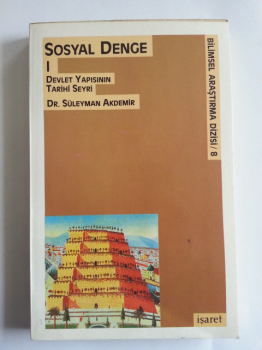 SOSYAL DENGE
I
DEVLET YAPISININ
TARİHİ SEYRİ
DR. SÜLEYMAN AKDEMİR
BİLİMSEL ARAŞTIRMA DİZİSİ/8
işaret